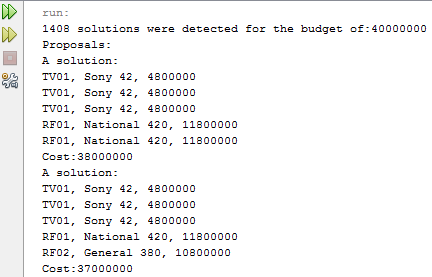 run:
1408 solutions were detected for the budget of:40000000
Proposals:
A solution:
TV01, Sony 42, 4800000
TV01, Sony 42, 4800000
TV01, Sony 42, 4800000
RF01, National 420, 11800000
RF01, National 420, 11800000
Cost:38000000
A solution:
TV01, Sony 42, 4800000
TV01, Sony 42, 4800000
TV01, Sony 42, 4800000
RF01, National 420, 11800000
RF02, General 380, 10800000
Cost:37000000